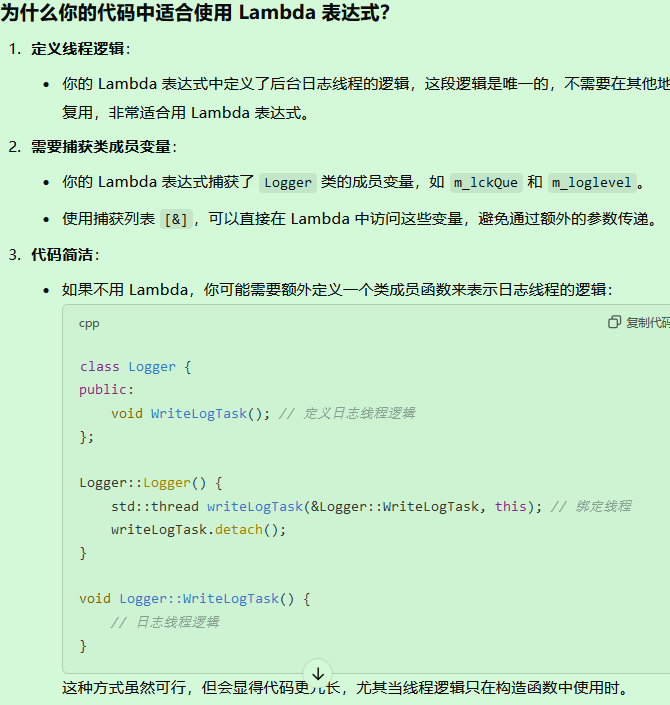 为什么你的代码中适合使用 Lambda 表达式？
1. 定义线程逻辑：
• 你的 Lambda 表达式中定义了后台日志线程的逻辑，这段逻辑是唯一的，不需要在其他地
复用，非常适合用 Lambda 表达式。
2. 需要捕获类成员变量：
• 你的 Lambda 表达式捕获了 Logger 类的成员变量，如 m_lckQue 和 m_loglevel。
• 使用捕获列表 [&]，可以直接在 Lambda 中访问这些变量，避免通过额外的参数传递。
3. 代码简洁：
• 如果不用 Lambda，你可能需要额外定义一个类成员函数来表示日志线程的逻辑：
cpp 复制代码
class Logger {
public:
    void WriteLogTask(); // 定义日志线程逻辑
};
Logger::Logger() {
    std::thread writeLogTask(&Logger::WriteLogTask, this); // 绑定线程
    writeLogTask.detach();
}
void Logger::WriteLogTask() {
    // 日志线程逻辑
}
这种方式虽然可行，但会显得代码更冗长，尤其当线程逻辑只在构造函数中使用时。